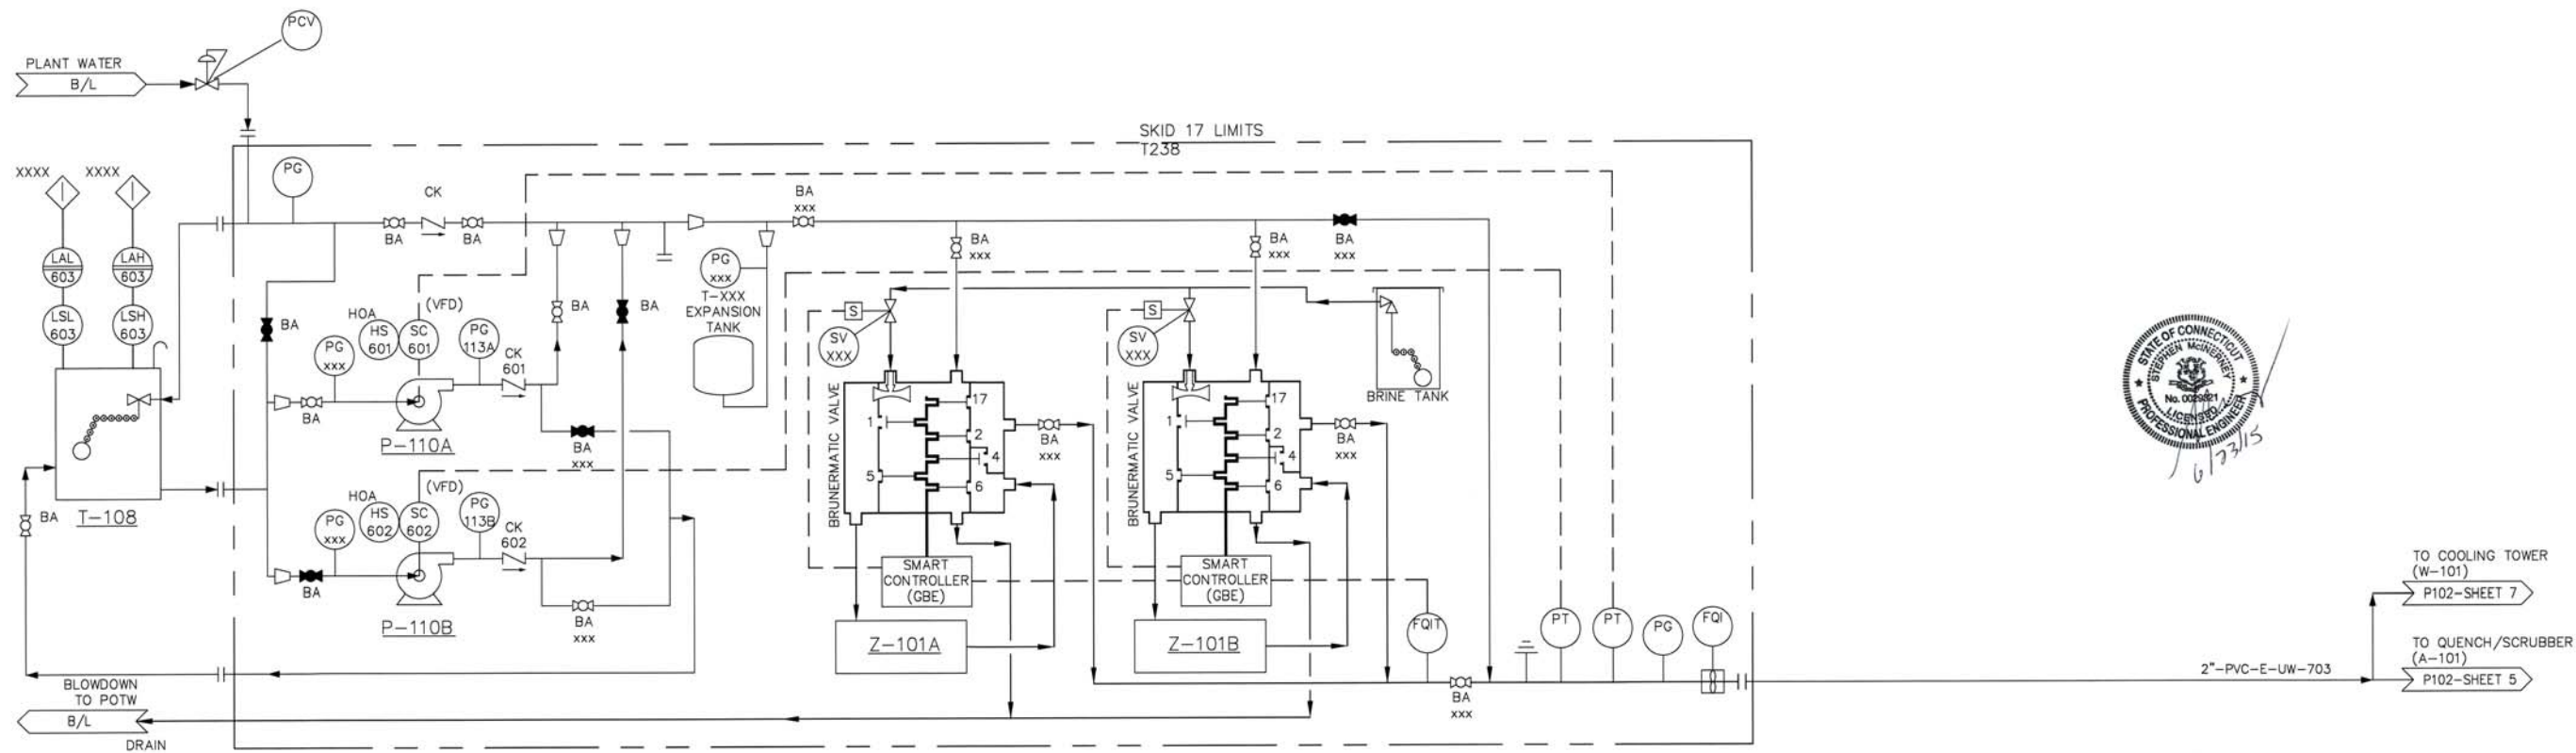 PCV
PLANT WATER
B/L
SKID 17 LIMITS
T238
XXXX
XXXX
PG
CK
BA
xxx
BA
BA
BA
xxx
BA
xxx
BA
xxx
LAL
603
LAH
603
LSL
603
LSH
603
PG
xxx
T-XXX
EXPANSION
TANK
BA
HOA
HS
601
(VFD)
SC
601
PG
113A
CK
601
BA
BA
PG
xxx
BA
P-110A
BA
xxx
S
SV
XXX
S
SV
XXX
BRINE TANK
BRUNERMATIC VALVE
1
17
2
4
5
6
BA
xxx
BRUNERMATIC VALVE
1
17
2
4
5
6
BA
xxx
T-108
BA
HOA
HS
602
(VFD)
SC
602
PG
113B
CK
602
PG
xxx
BA
P-110B
BA
xxx
SMART
CONTROLLER
(GBE)
SMART
CONTROLLER
(GBE)
Z-101A
Z-101B
FQIT
PT
PT
PG
FQI
BA
xxx
2"-PVC-E-UW-703
TO COOLING TOWER
(W-101)
P102-SHEET 7
TO QUENCH/SCRUBBER
(A-101)
P102-SHEET 5
BLOWDOWN
TO POTW
B/L
DRAIN
STATE OF CONNECTICUT
STEPHEN McINERNEY
LICENSED
PROFESSIONAL ENGINEER
6/23/15